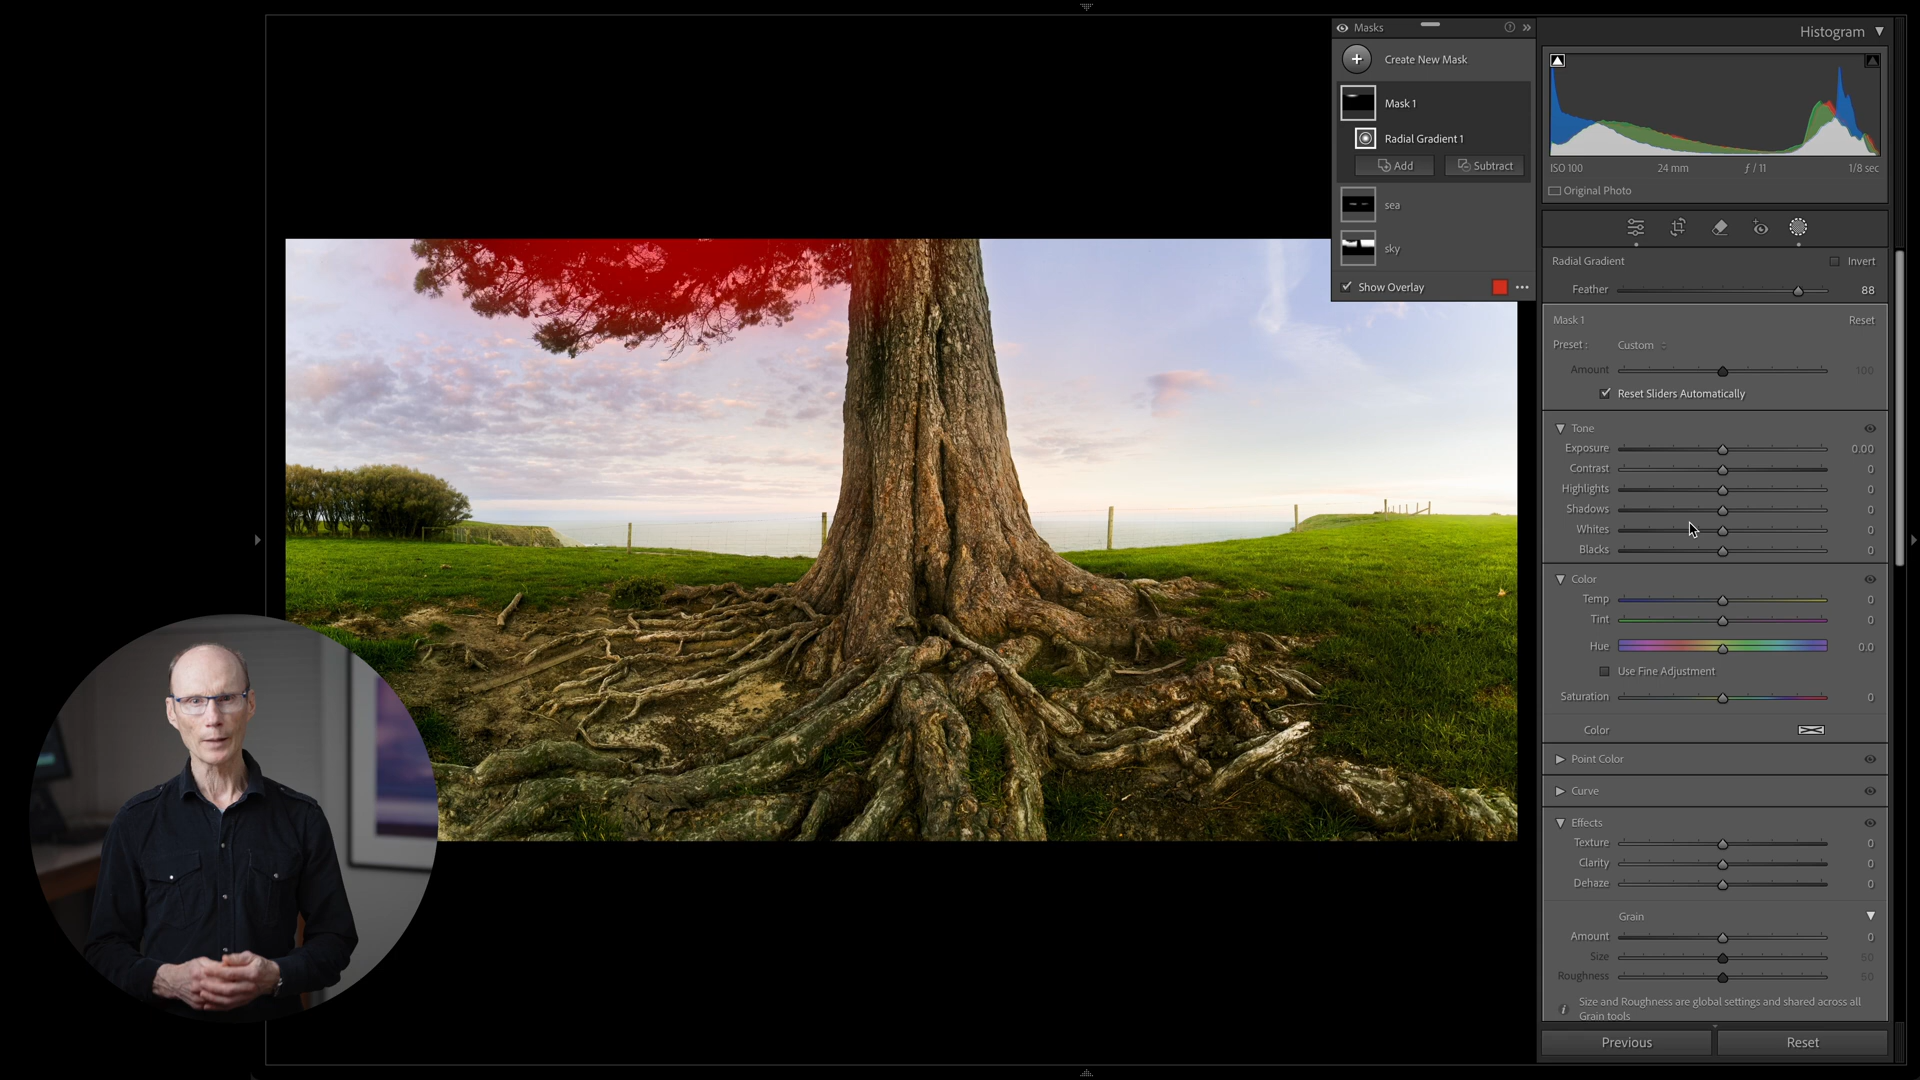 Masks
Create New Mask
Mask 1
Radial Gradient 1
Add Subtract
sea
sky
Show Overlay
Histogram
ISO 100 24 mm ƒ / 11 1/8 sec
Original Photo
Radial Gradient Invert
Feather 88
Mask 1 Reset
Preset : Custom
Amount 100
Reset Sliders Automatically
Tone
Exposure 0.00
Contrast 0
Highlights 0
Shadows 0
Whites 0
Blacks 0
Color
Temp 0
Tint 0
Hue 0.0
Use Fine Adjustment
Saturation 0
Color
Point Color
Curve
Effects
Texture 0
Clarity 0
Dehaze 0
Grain
Amount 0
Size 50
Roughness 50
Size and Roughness are global settings and shared across all
Grain tools
Previous Reset